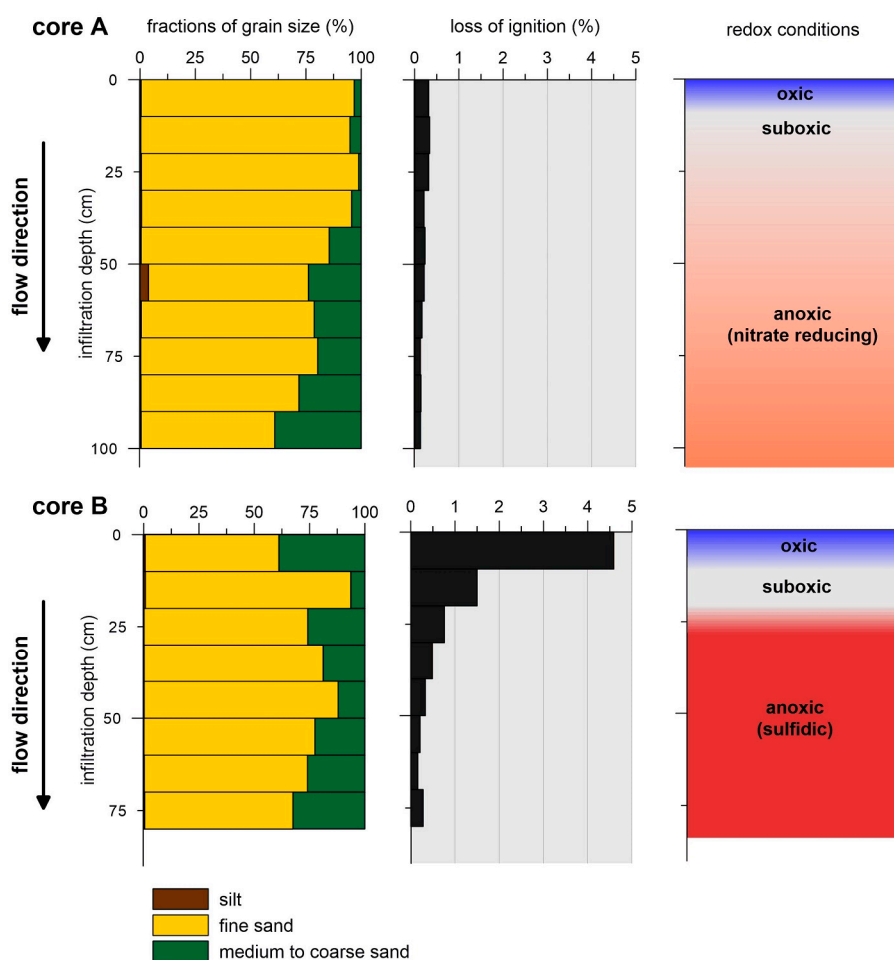 core A
fractions of grain size (%)
loss of ignition (%)
redox conditions
0 25 50 75 100
0 1 2 3 4 5
flow direction
infiltration depth (cm)
0
25
50
75
100
oxic
suboxic
anoxic
(nitrate reducing)
core B
0 25 50 75 100
0 1 2 3 4 5
flow direction
infiltration depth (cm)
0
25
50
75
oxic
suboxic
anoxic
(sulfidic)
silt
fine sand
medium to coarse sand